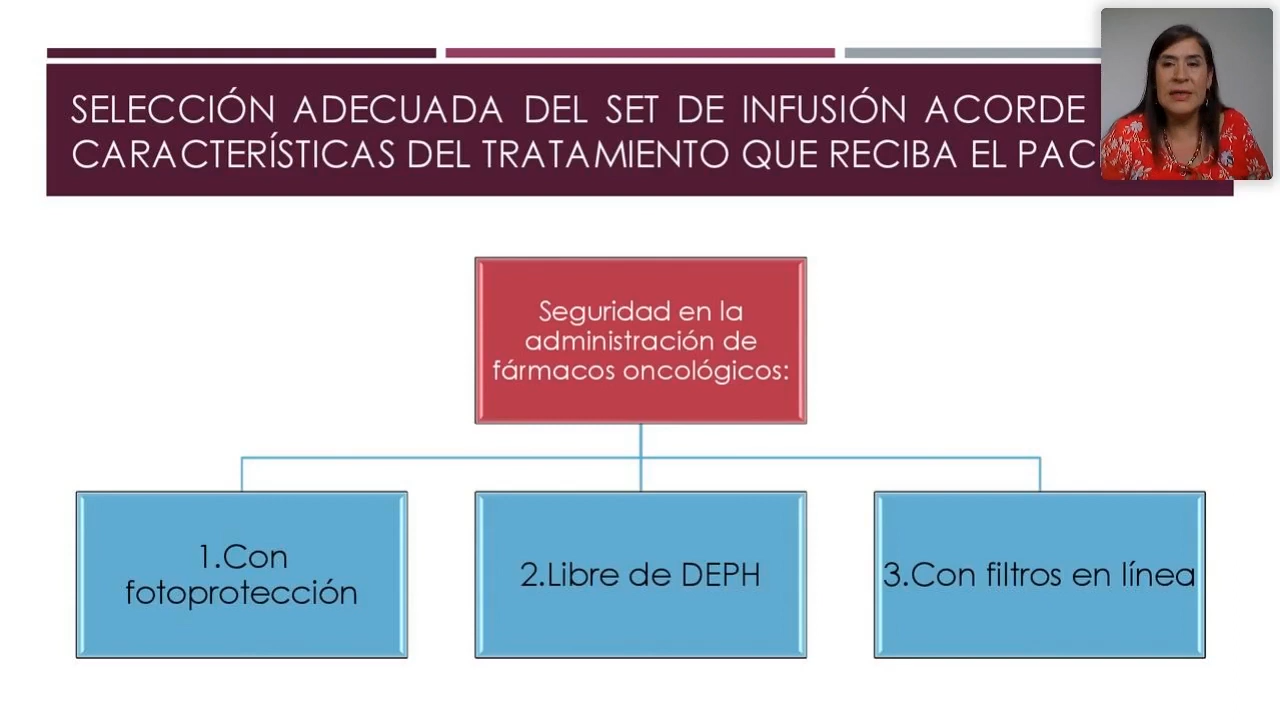 SELECCIÓN ADECUADA DEL SET DE INFUSIÓN ACORDE
CARACTERÍSTICAS DEL TRATAMIENTO QUE RECIBA EL PAC
Seguridad en la
administración de
fármacos oncológicos:
1.Con
fotoprotección
2.Libre de DEPH
3.Con filtros en línea